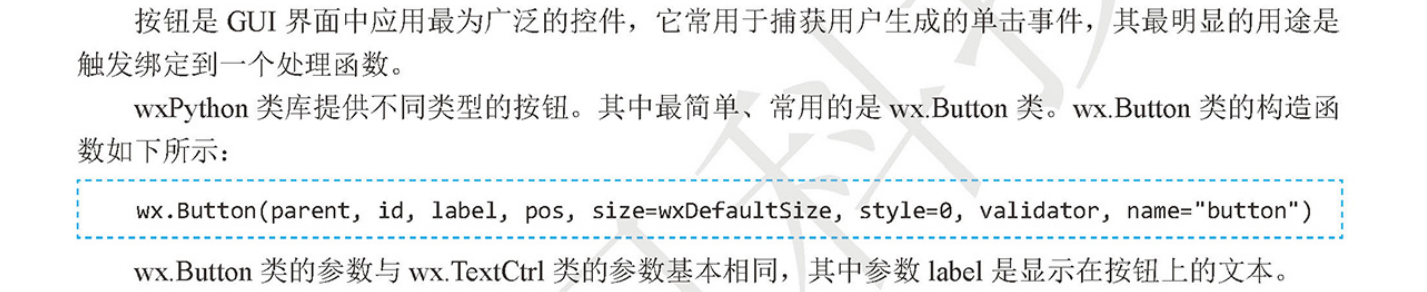 按钮是 GUI 界面中应用最为广泛的控件，它常用于捕获用户生成的单击事件，其最明显的用途是
触发绑定到一个处理函数。
wxPython 类库提供不同类型的按钮。其中最简单、常用的是 wx.Button 类。wx.Button 类的构造函
数如下所示：
wx.Button(parent, id, label, pos, size=wxDefaultSize, style=0, validator, name="button")
wx.Button 类的参数与 wx.TextCtrl 类的参数基本相同，其中参数 label 是显示在按钮上的文本。